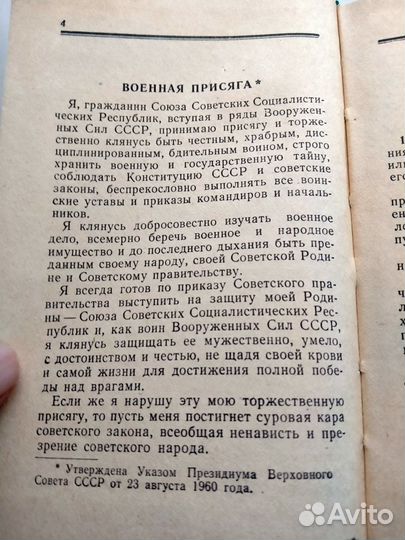 4
ВОЕННАЯ ПРИСЯГА*
Я, гражданин Союза Советских Социалисти-
ческих Республик, вступая в ряды Вооружен-
ных Сил СССР, принимаю присягу и торже-
ственно клянусь быть честным, храбрым, дис-
циплинированным, бдительным воином, строго
хранить военную и государственную тайну,
соблюдать Конституцию СССР и советские
законы, беспрекословно выполнять все воин-
ские уставы и приказы командиров и началь-
ников.
Я клянусь добросовестно изучать военное
дело, всемерно беречь военное и народное
имущество и до последнего дыхания быть пре-
данным своему народу, своей Советской Роди-
не и Советскому правительству.
Я всегда готов по приказу Советского пра-
вительства выступить на защиту моей Роди-
ны — Союза Советских Социалистических Рес-
публик и, как воин Вооруженных Сил СССР,
я клянусь защищать ее мужественно, умело,
с достоинством и честью, не щадя своей крови
и самой жизни для достижения полной побе-
ды над врагами.
Если же я нарушу эту мою торжественную
присягу, то пусть меня постигнет суровая кара
советского закона, всеобщая ненависть и пре-
зрение советского народа.
* Утверждена Указом Президиума Верховного
Совета СССР от 23 августа 1960 года.
Avito